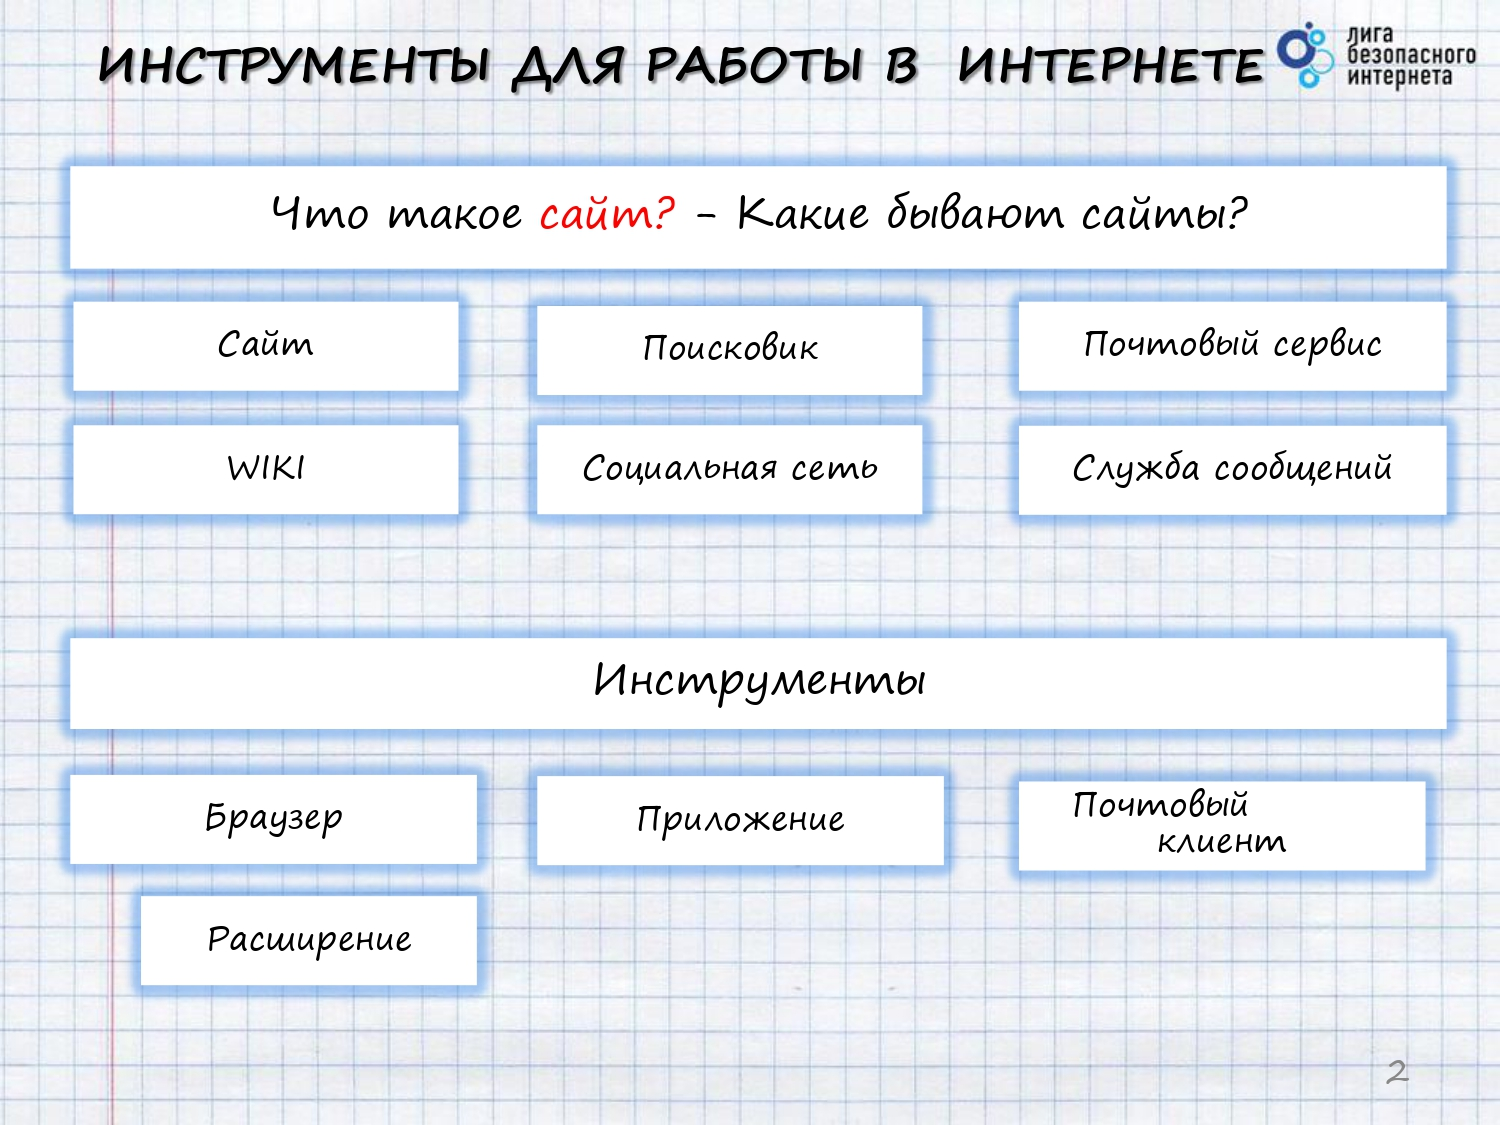 ИНСТРУМЕНТЫ ДЛЯ РАБОТЫ В ИНТЕРНЕТЕ
лига
безопасного
интернета
Что такое сайт? - Какие бывают сайты?
Сайт
Поисковик
Почтовый сервис
WIKI
Социальная сеть
Служба сообщений
Инструменты
Браузер
Приложение
Почтовый
клиент
Расширение
2